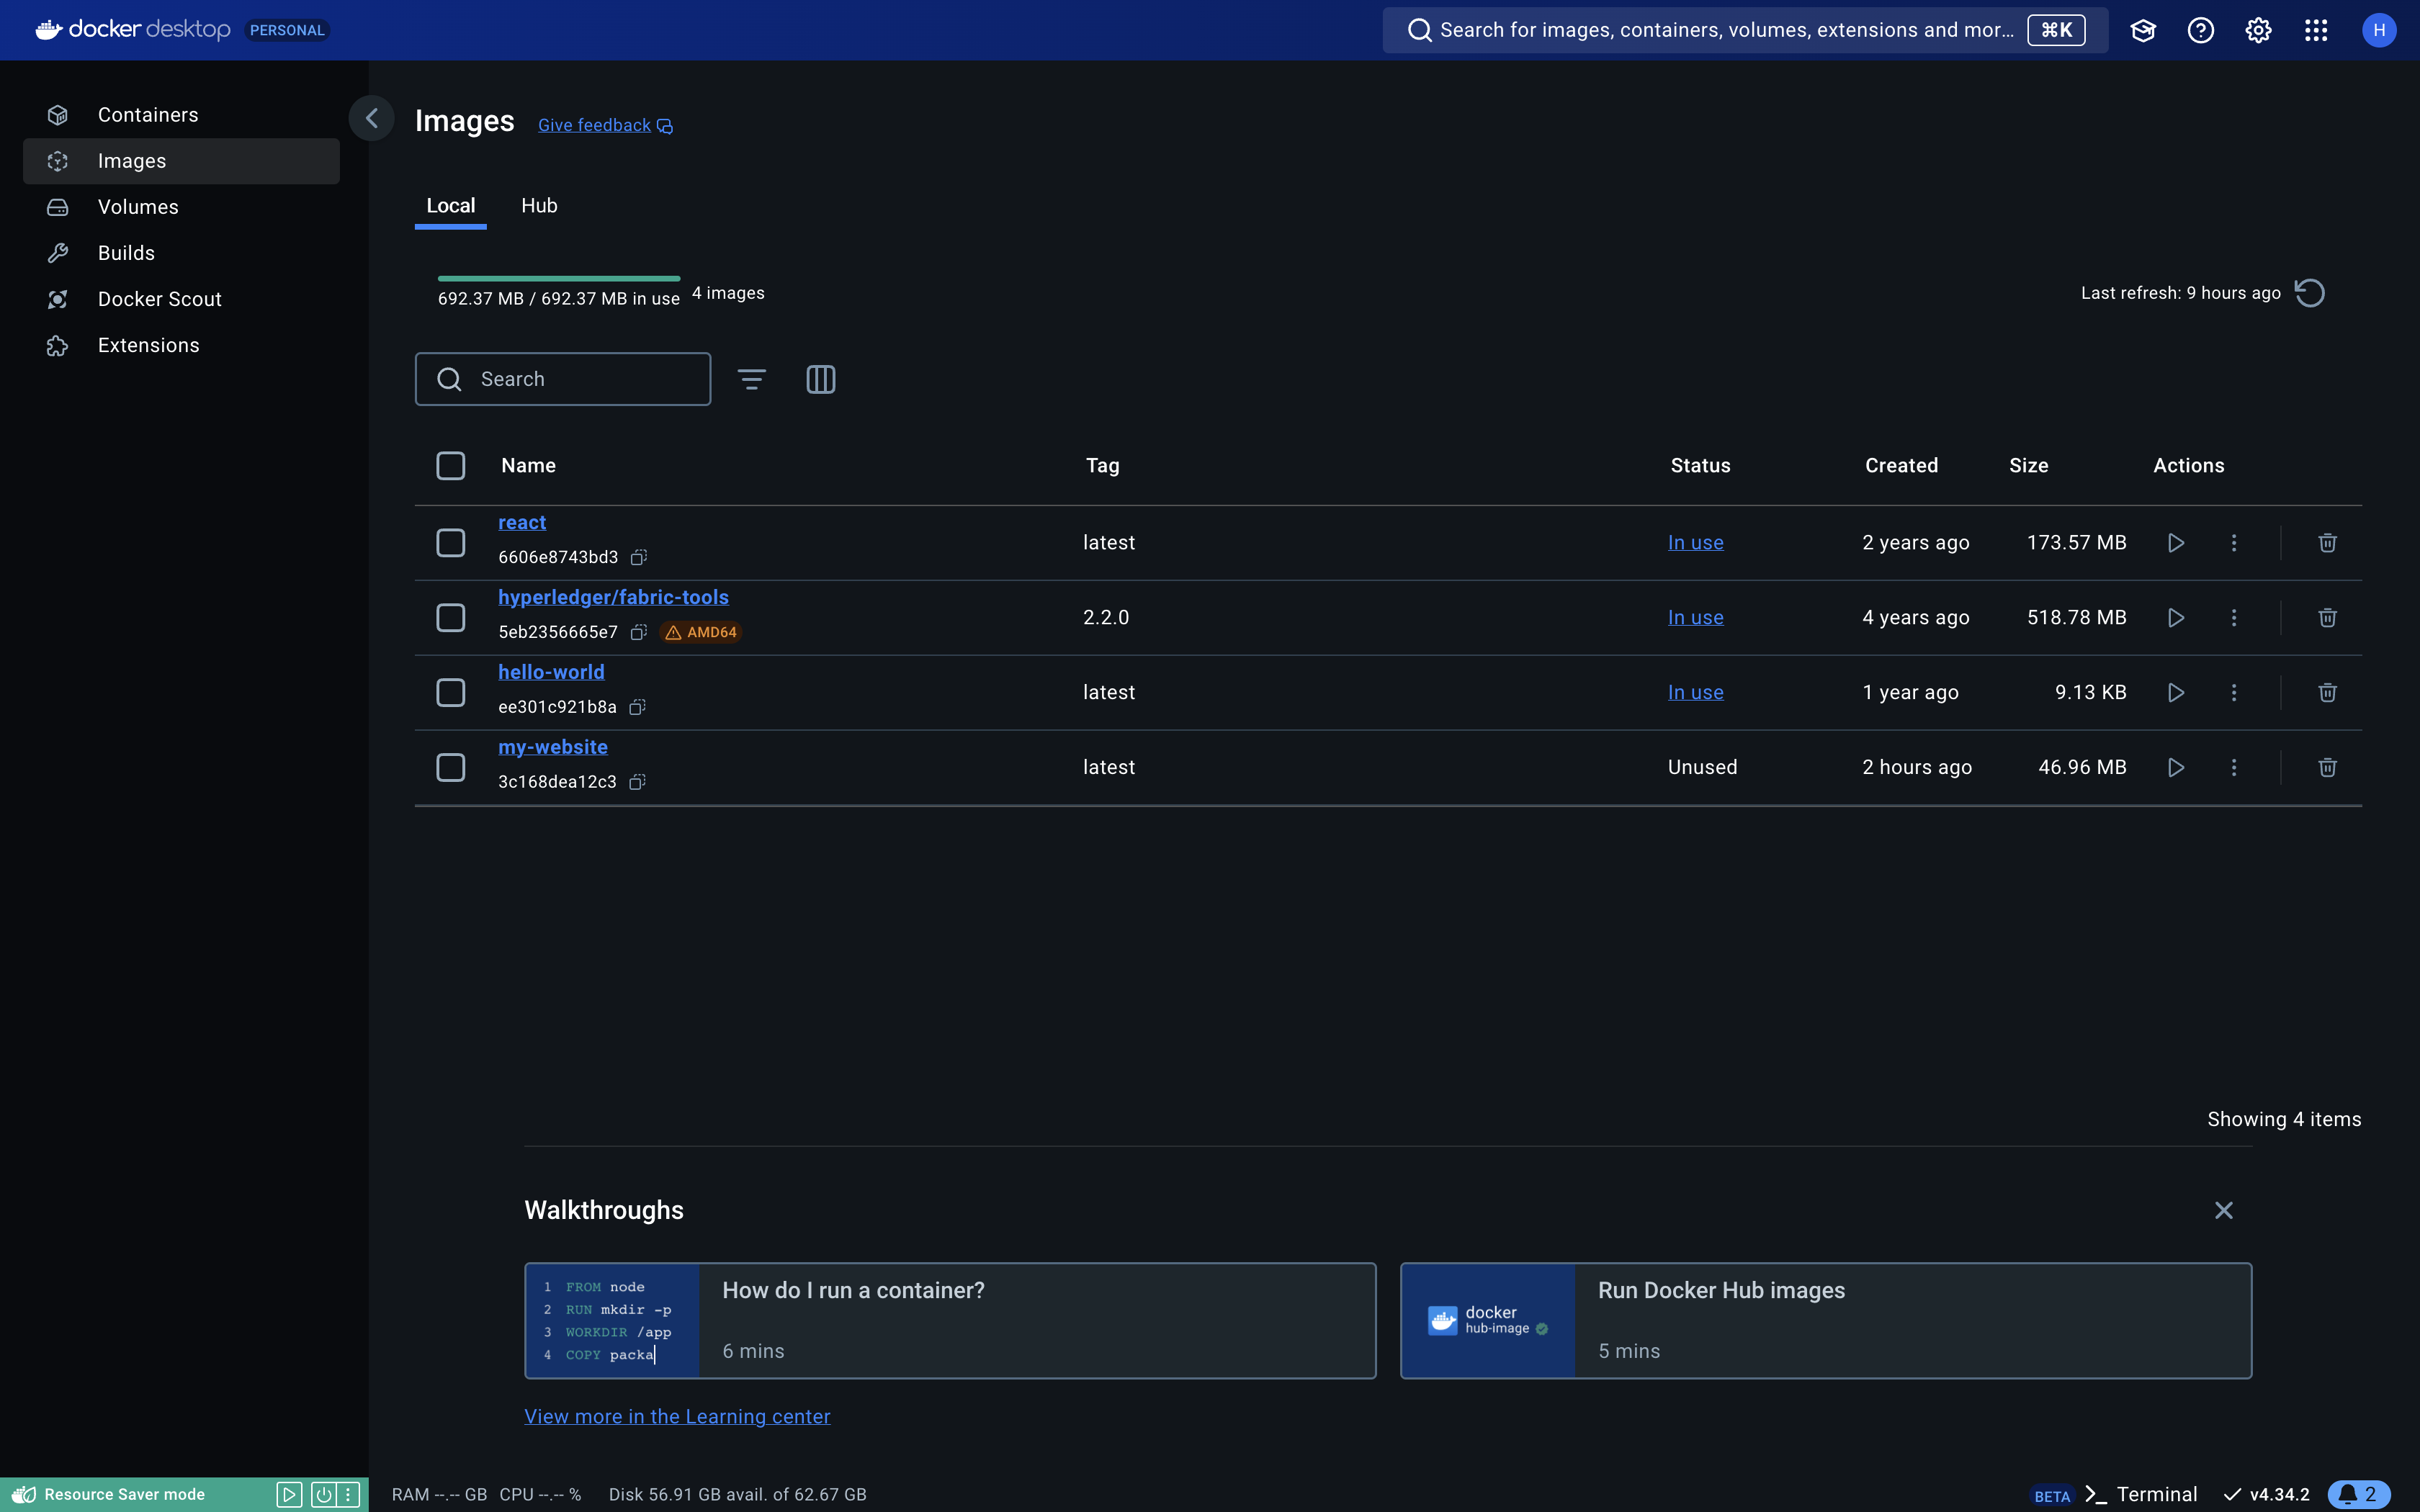 docker desktop PERSONAL
Search for images, containers, volumes, extensions and mor... ⌘K
H
Containers
Images
Volumes
Builds
Docker Scout
Extensions
Images Give feedback
Local Hub
692.37 MB / 692.37 MB in use 4 images
Last refresh: 9 hours ago
Search
Name Tag Status Created Size Actions
react
6606e8743bd3
latest In use 2 years ago 173.57 MB
hyperledger/fabric-tools
5eb2356665e7 AMD64
2.2.0 In use 4 years ago 518.78 MB
hello-world
ee301c921b8a
latest In use 1 year ago 9.13 KB
my-website
3c168dea12c3
latest Unused 2 hours ago 46.96 MB
Showing 4 items
Walkthroughs
1 FROM node
2 RUN mkdir -p
3 WORKDIR /app
4 COPY packa
How do I run a container?
6 mins
docker
hub-image
Run Docker Hub images
5 mins
View more in the Learning center
Resource Saver mode
RAM --.-- GB CPU --.-- % Disk 56.91 GB avail. of 62.67 GB
BETA >_ Terminal v4.34.2 2